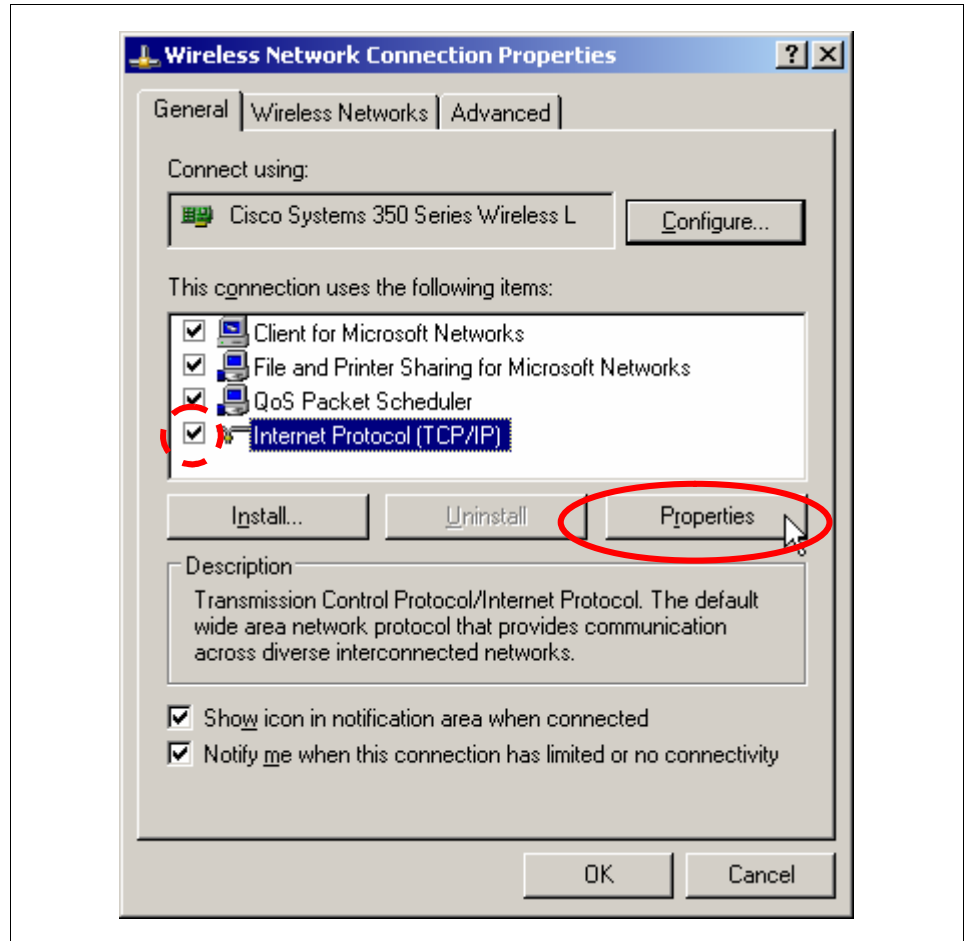 Wireless Network Connection Properties
General
Wireless Networks
Advanced
Connect using:
Cisco Systems 350 Series Wireless L
Configure...
This connection uses the following items:
Client for Microsoft Networks
File and Printer Sharing for Microsoft Networks
QoS Packet Scheduler
Internet Protocol (TCP/IP)
Install...
Uninstall
Properties
Description
Transmission Control Protocol/Internet Protocol. The default
wide area network protocol that provides communication
across diverse interconnected networks.
Show icon in notification area when connected
Notify me when this connection has limited or no connectivity
OK
Cancel